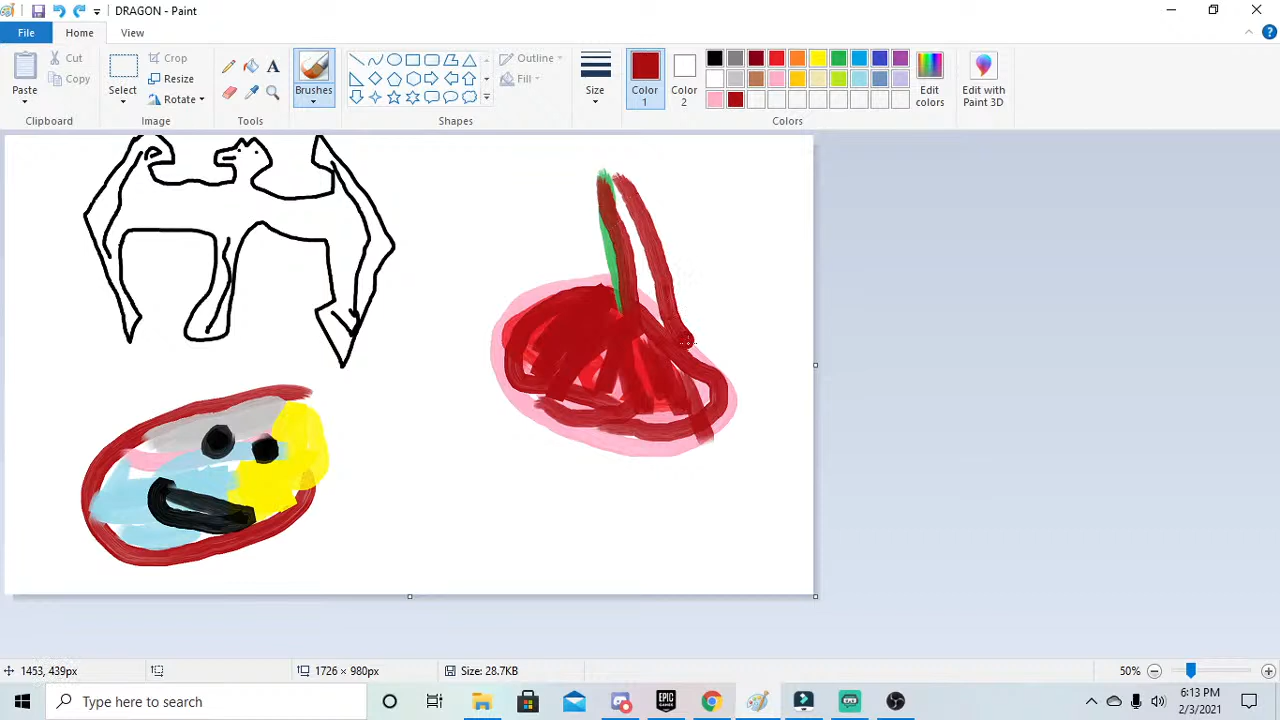 DRAGON - Paint
File Home View
Paste Cut Copy
Clipboard
Select Crop Resize Rotate
Image
A
Tools
Brushes
Outline Fill
Shapes
Size
Color 1
Color 2
Edit colors
Edit with Paint 3D
Colors
1453, 439px
1726 × 980px
Size: 28.7KB
50%
Type here to search
EPIC GAMES
6:13 PM
2/3/2021